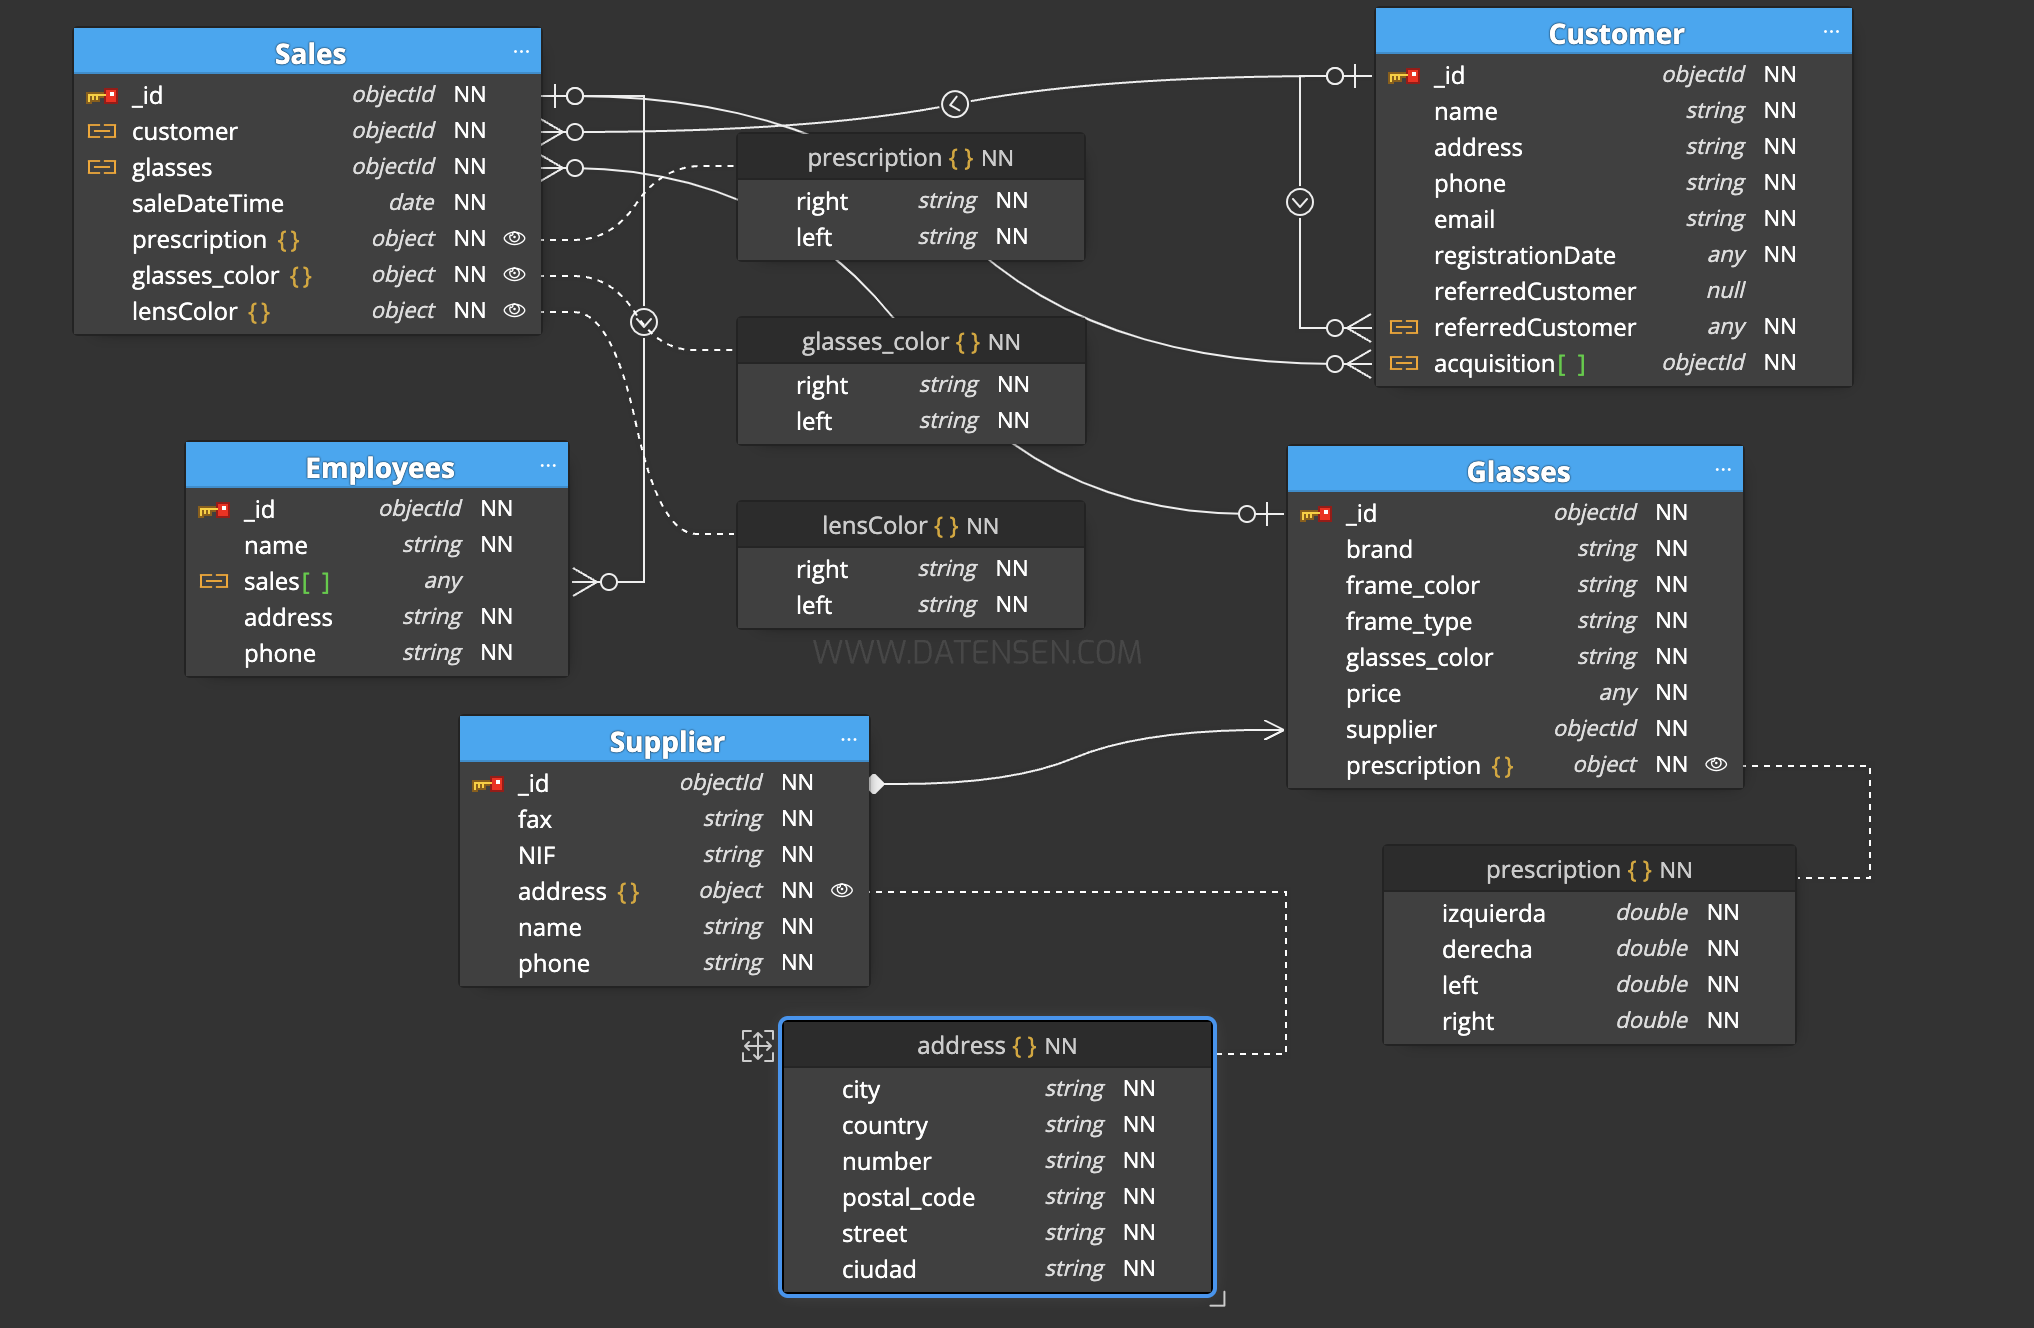 Sales ...
_id objectId NN
customer objectId NN
glasses objectId NN
saleDateTime date NN
prescription {} object NN
glasses_color {} object NN
lensColor {} object NN
prescription {} NN
right string NN
left string NN
glasses_color {} NN
right string NN
left string NN
lensColor {} NN
right string NN
left string NN
Customer ...
_id objectId NN
name string NN
address string NN
phone string NN
email string NN
registrationDate any NN
referredCustomer null
referredCustomer any NN
acquisition[ ] objectId NN
Employees ...
_id objectId NN
name string NN
sales[ ] any
address string NN
phone string NN
Glasses ...
_id objectId NN
brand string NN
frame_color string NN
frame_type string NN
glasses_color string NN
price any NN
supplier objectId NN
prescription {} object NN
WWW.DATENSEN.COM
Supplier ...
_id objectId NN
fax string NN
NIF string NN
address {} object NN
name string NN
phone string NN
prescription {} NN
izquierda double NN
derecha double NN
left double NN
right double NN
address {} NN
city string NN
country string NN
number string NN
postal_code string NN
street string NN
ciudad string NN